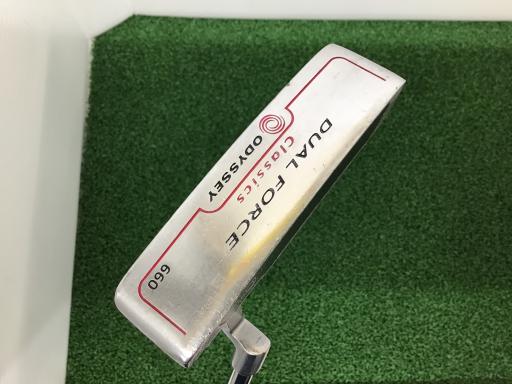 DUAL FORCE
Classics
ODYSSEY
660